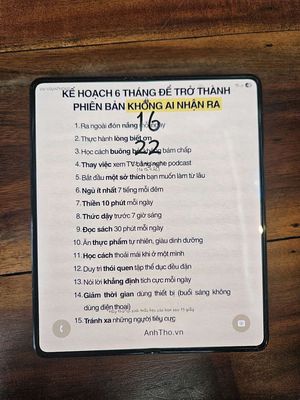 KẾ HOẠCH 6 THÁNG ĐỂ TRỞ THÀNH
PHIÊN BẢN KHÔNG AI NHẬN RA
16
22
1. Ra ngoài đón nắng mỗi ngày
2. Thực hành lòng biết ơn
3. Học cách buông bỏ, không bám chấp
4. Thay việc xem TV bằng nghe podcast
5. Bắt đầu một sở thích bạn muốn làm từ lâu
6. Ngủ ít nhất 7 tiếng mỗi đêm
7. Thiền 10 phút mỗi ngày
8. Thức dậy trước 7 giờ sáng
9. Đọc sách 30 phút mỗi ngày
10. Ăn thực phẩm tự nhiên, giàu dinh dưỡng
11. Học cách thoải mái khi ở một mình
12. Duy trì thói quen tập thể dục đều đặn
13. Nói lời khẳng định tích cực mỗi ngày
14. Giảm thời gian dùng thiết bị (buổi sáng không
dùng điện thoại)
15. Tránh xa những người tiêu cực
AnhTho.vn